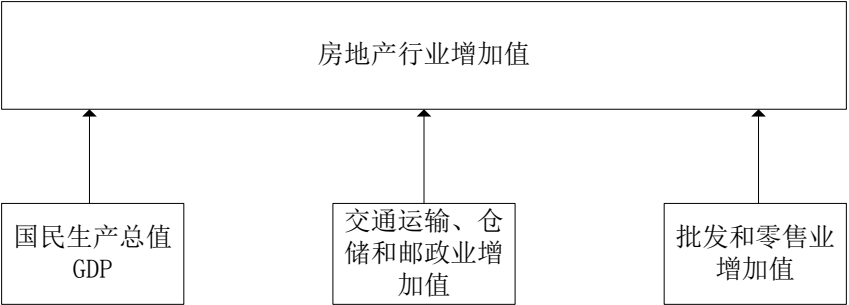 房地产行业增加值
国民生产总值
GDP
交通运输、仓
储和邮政业增
加值
批发和零售业
增加值